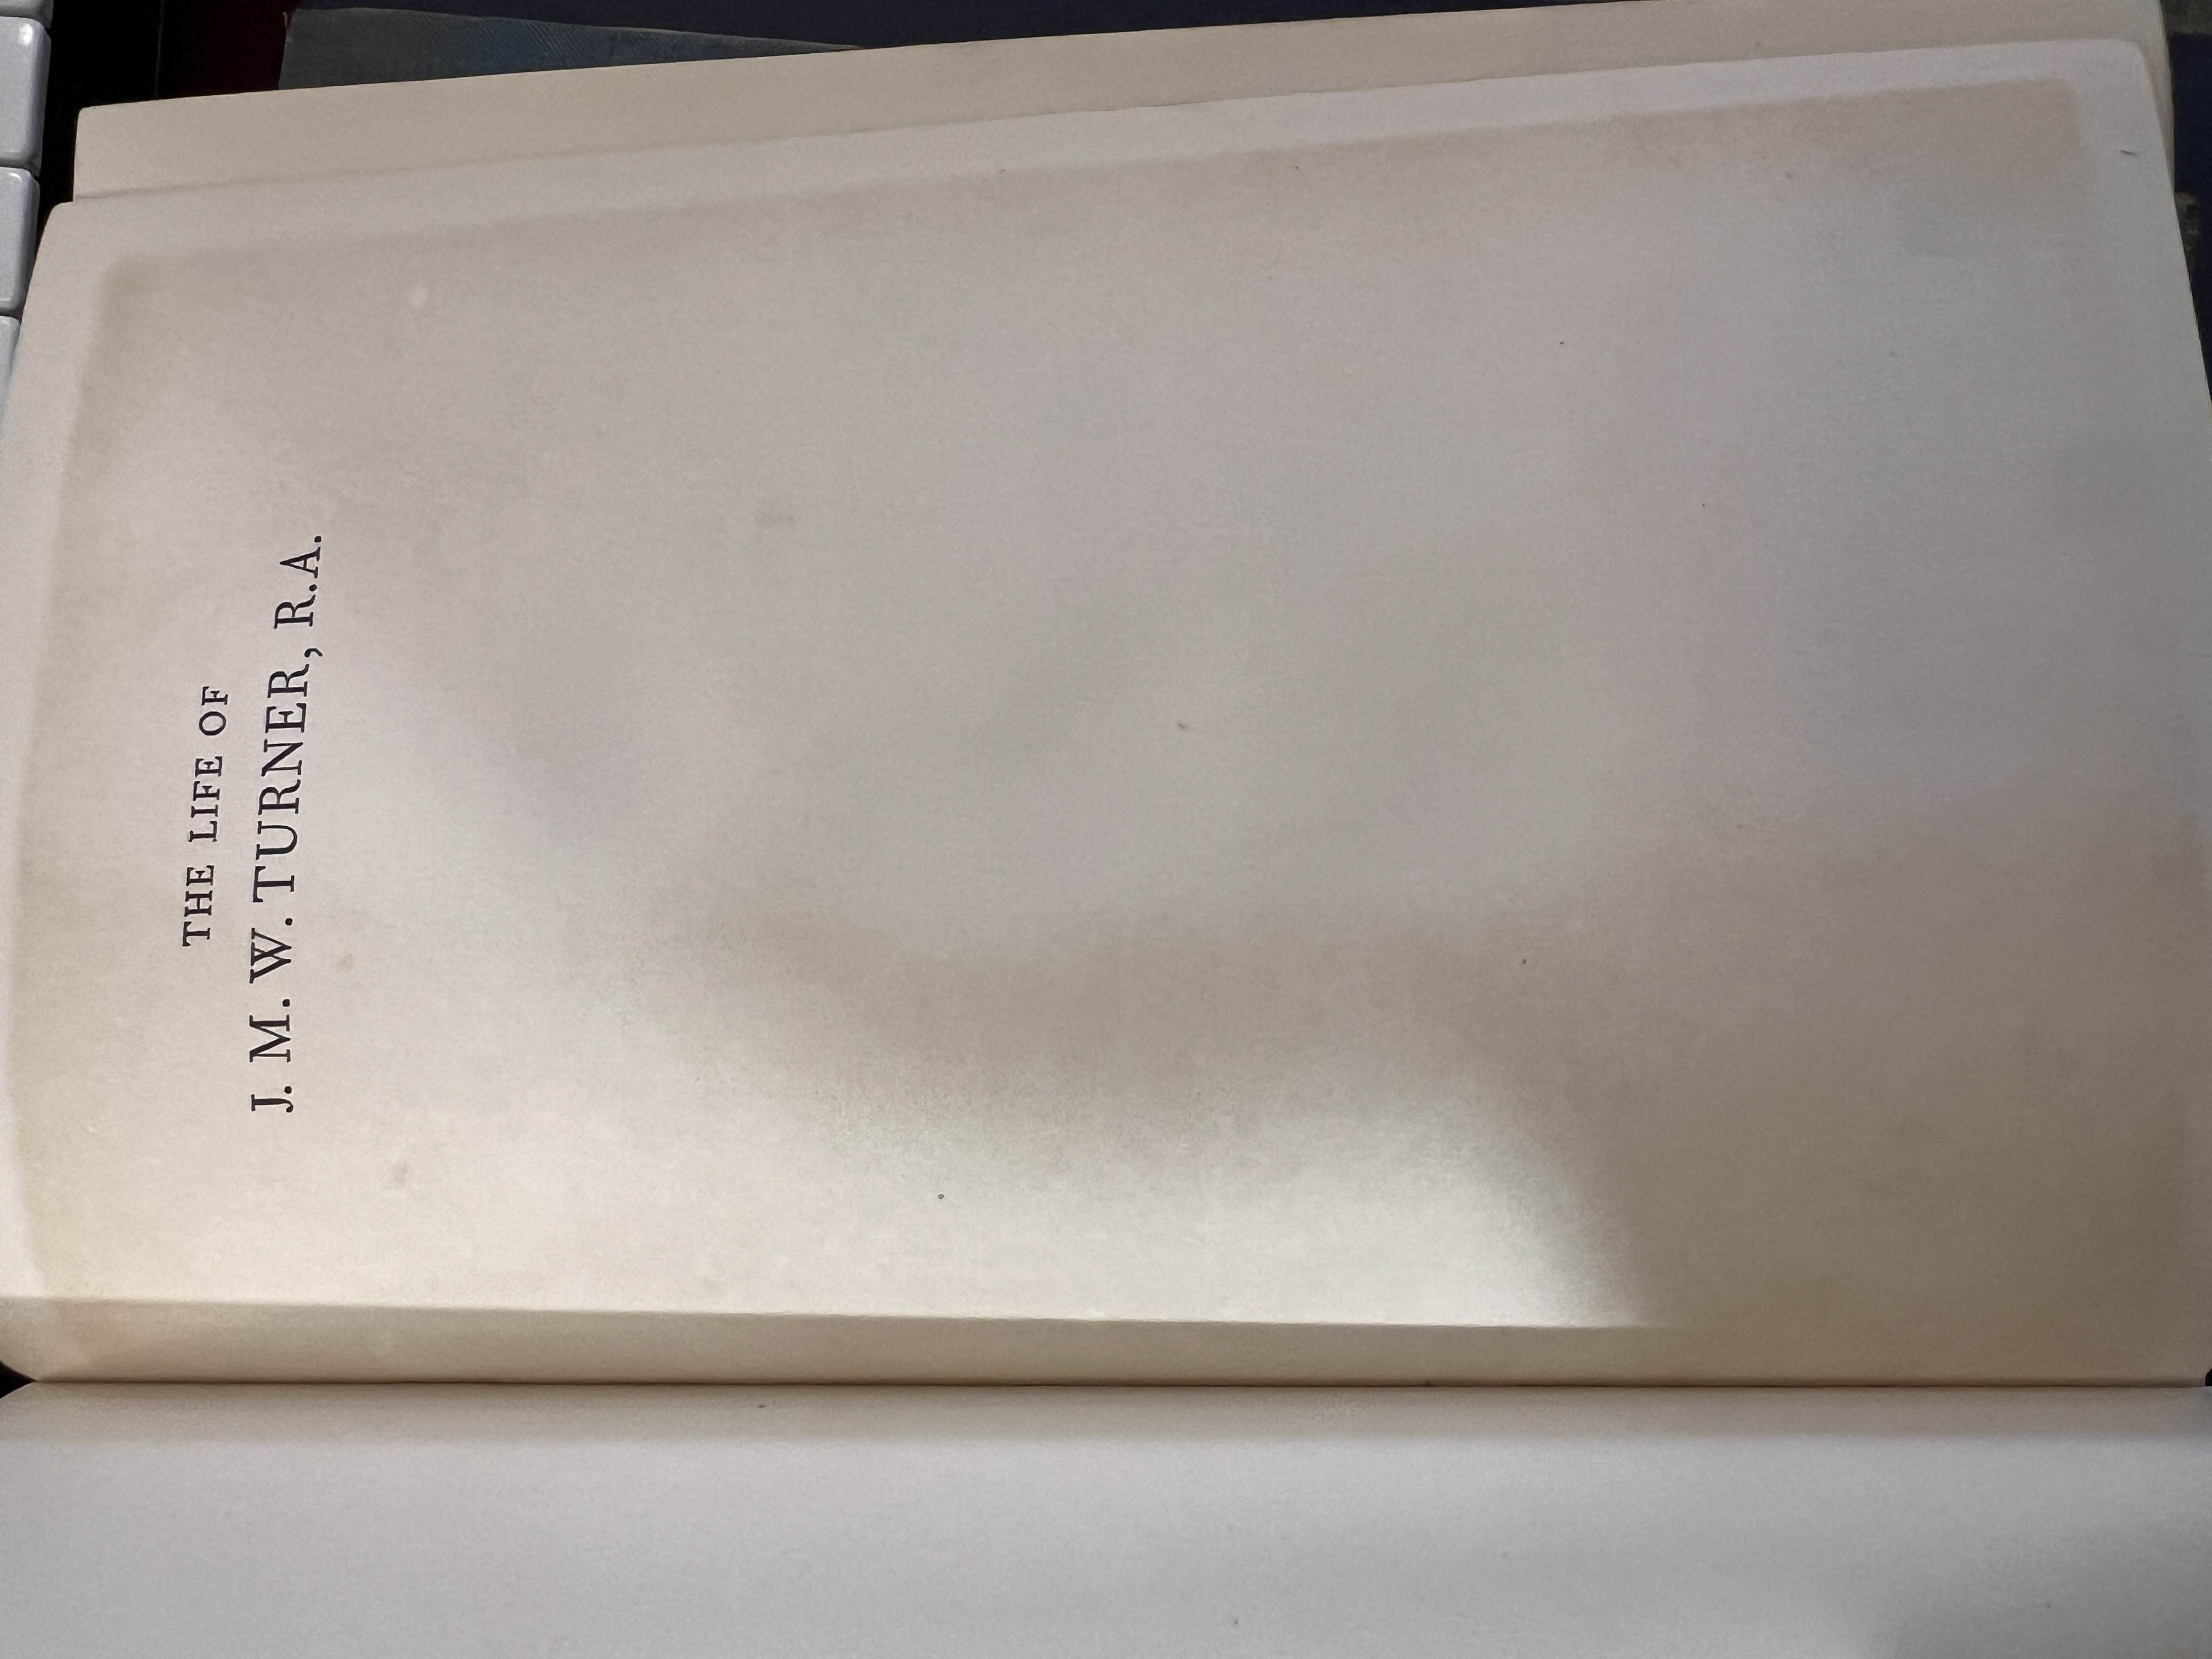 THE LIFE OF
J. M. W. TURNER, R.A.